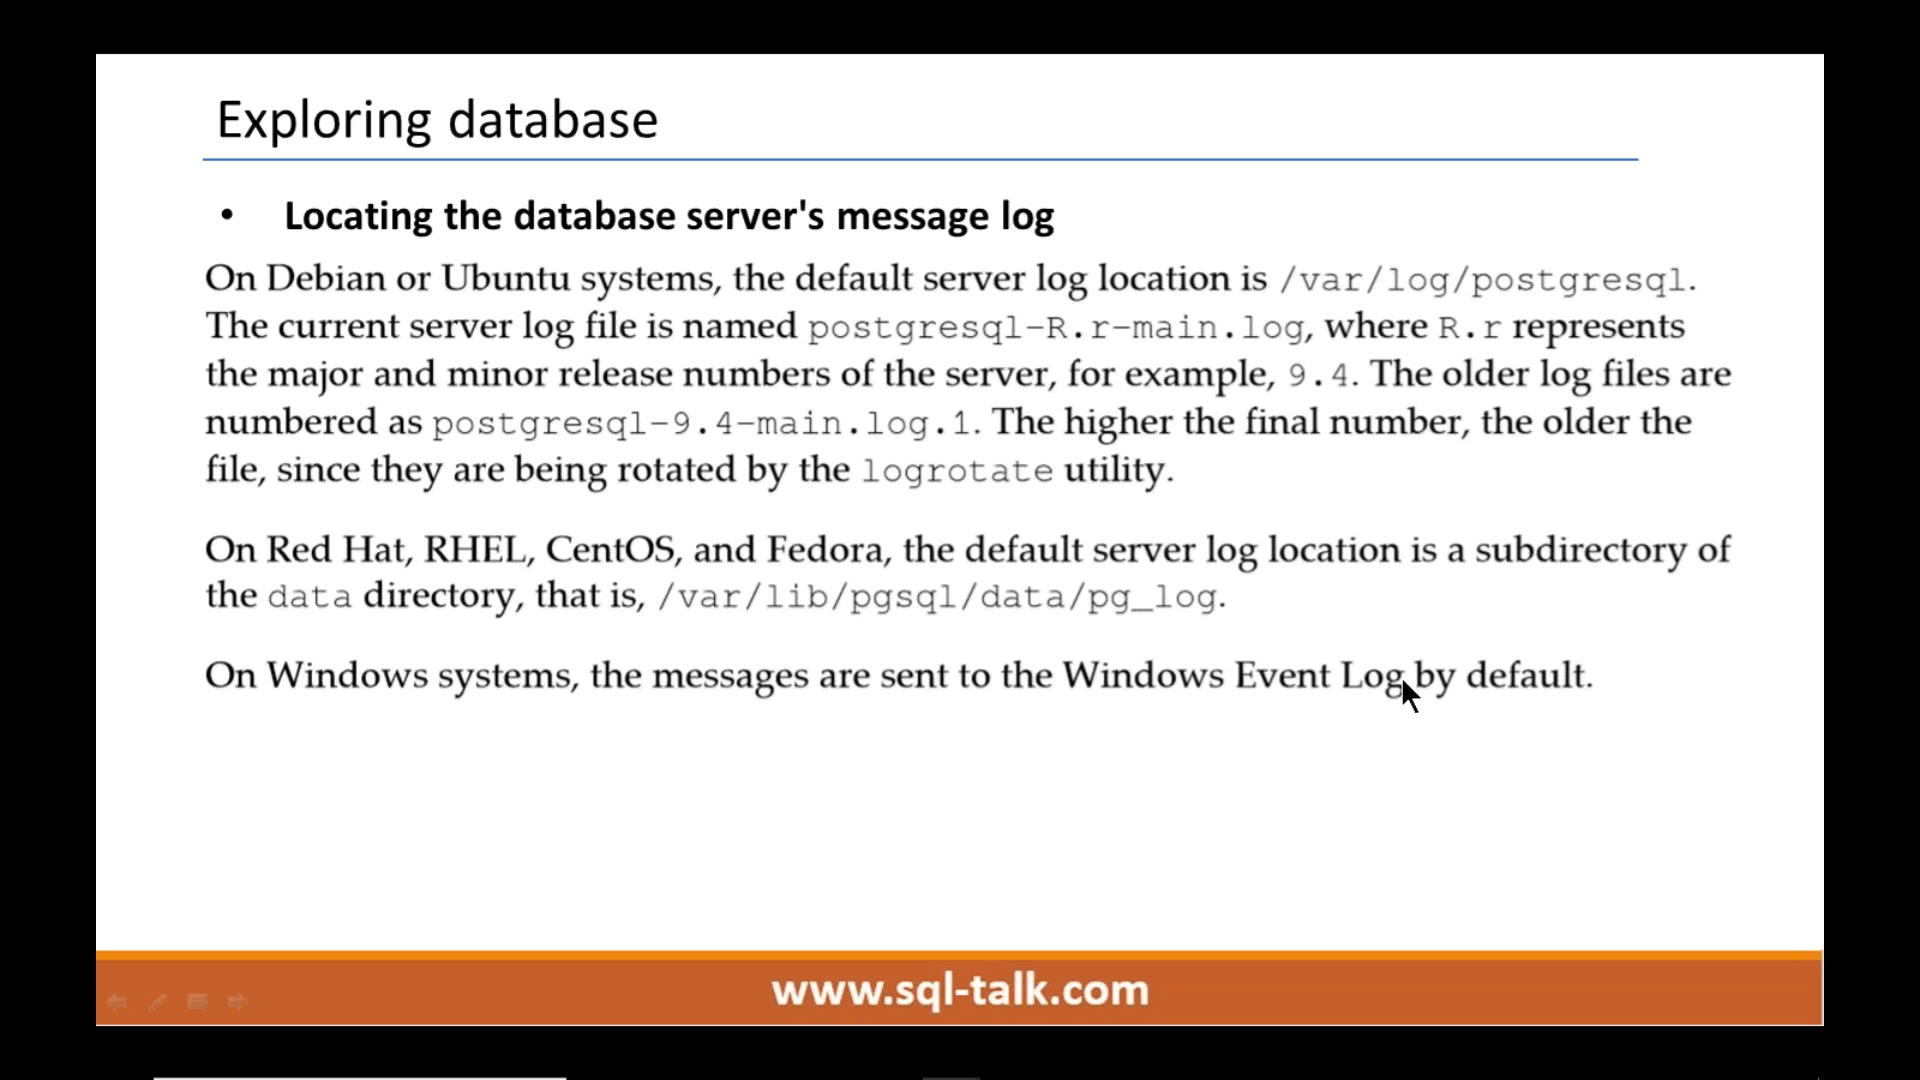 Exploring database
• Locating the database server's message log
On Debian or Ubuntu systems, the default server log location is /var/log/postgresql.
The current server log file is named postgresql-R.r-main.log, where R.r represents
the major and minor release numbers of the server, for example, 9.4. The older log files are
numbered as postgresql-9.4-main.log.1. The higher the final number, the older the
file, since they are being rotated by the logrotate utility.
On Red Hat, RHEL, CentOS, and Fedora, the default server log location is a subdirectory of
the data directory, that is, /var/lib/pgsql/data/pg_log.
On Windows systems, the messages are sent to the Windows Event Log by default.
www.sql-talk.com